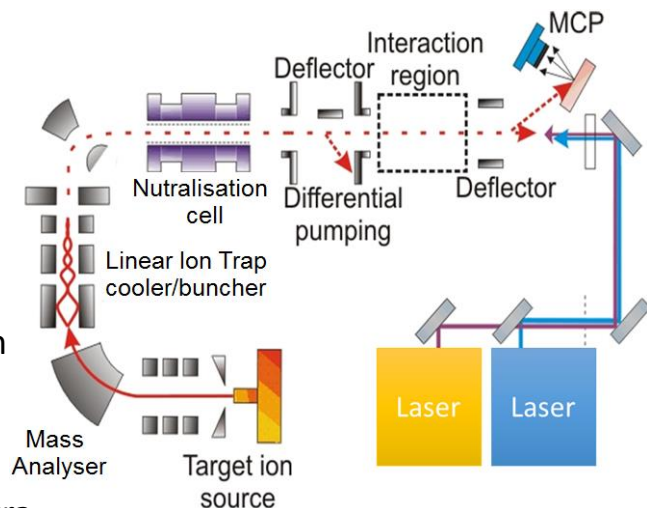 MCP
Interaction
region
Deflector
Nutralisation
cell
Differential
pumping
Deflector
Linear Ion Trap
cooler/buncher
Mass
Analyser
Target ion
source
Laser
Laser